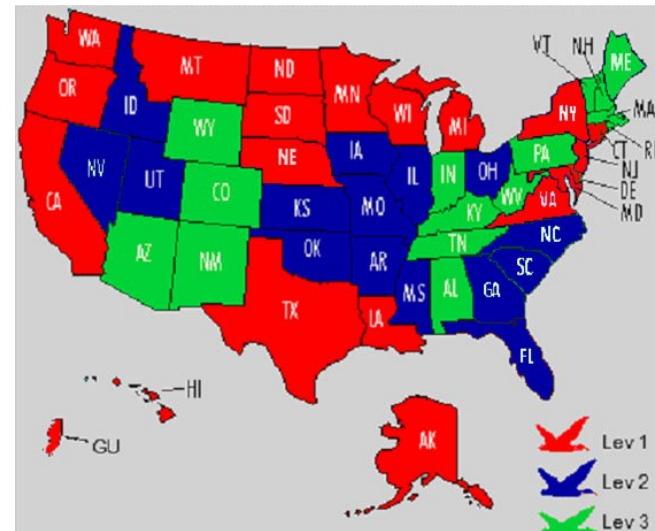 WA
MT
ND
MN
VT
NH
ME
OR
ID
SD
WI
MI
NY
MA
WY
RI
CT
NJ
NE
IA
PA
DE
MD
NV
UT
CO
IL
IN
OH
WV
VA
CA
KS
MO
KY
AZ
NM
OK
AR
TN
NC
SC
MS
AL
GA
TX
LA
FL
HI
GU
AK
Lev 1
Lev 2
Lev 3